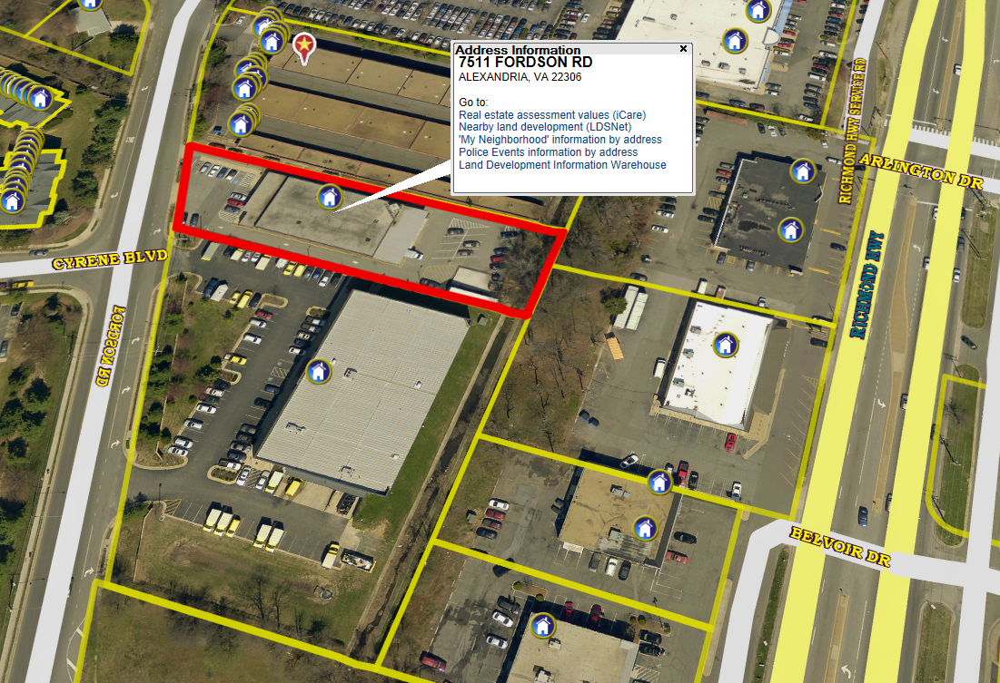 Address Information
7511 FORDSON RD
ALEXANDRIA, VA 22306
Go to:
Real estate assessment values (iCare)
Nearby land development (LDSNet)
'My Neighborhood' information by address
Police Events information by address
Land Development Information Warehouse
RICHMOND HWY SERVICE RD
ARLINGTON DR
CYRENE BLVD
RICHMOND HWY
FORDSON RD
BELVOIR DR